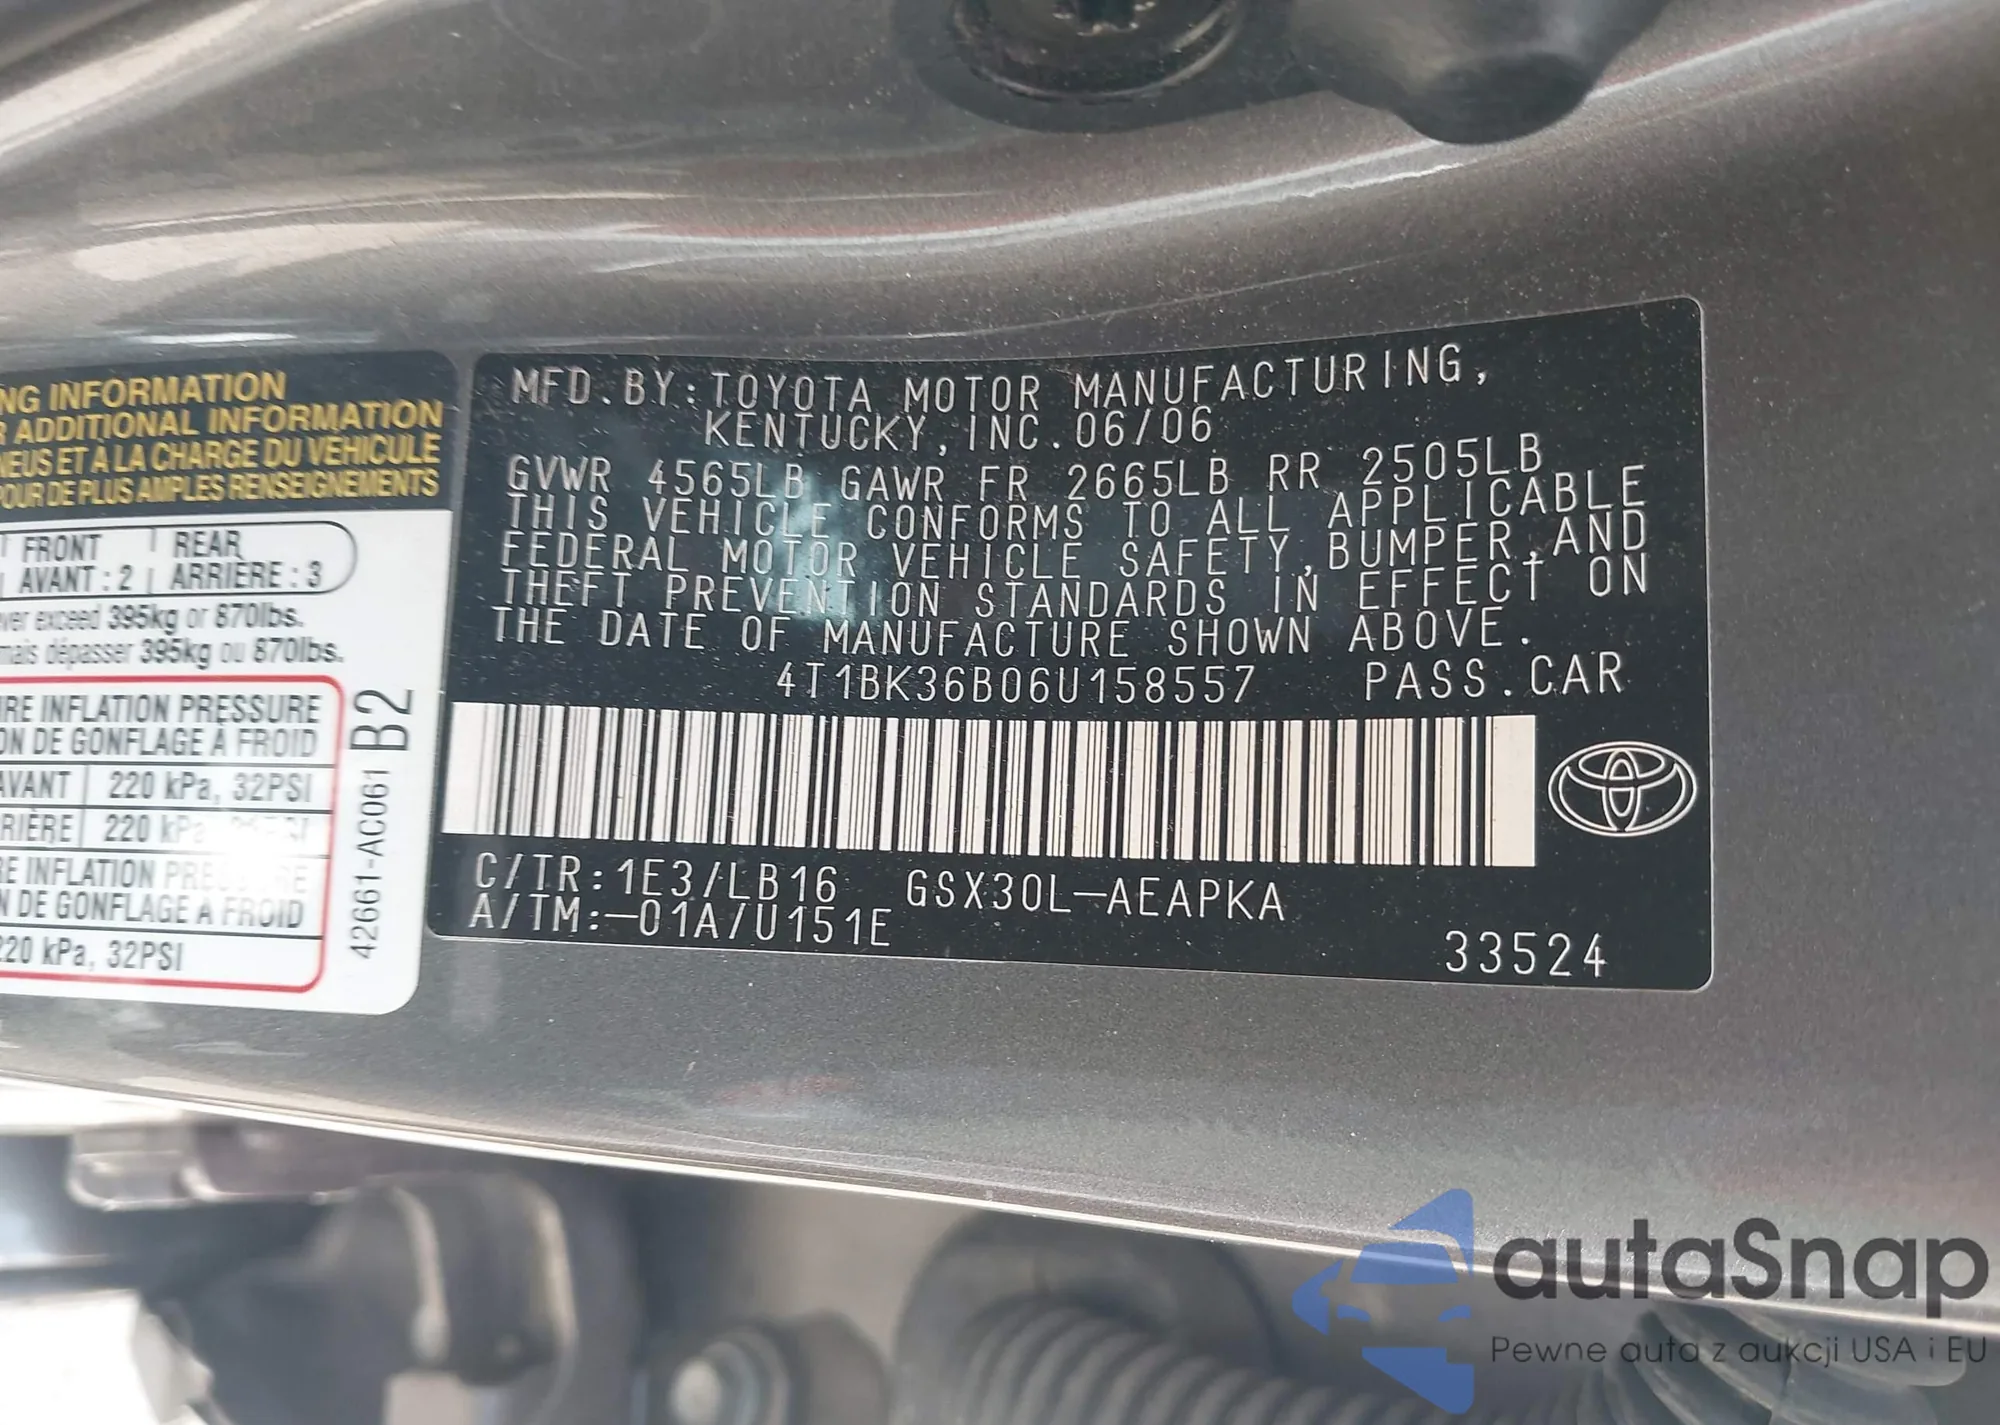 NG INFORMATION
R ADDITIONAL INFORMATION
NEUS ET A LA CHARGE DU VÉHICULE
POUR DE PLUS AMPLES RENSEIGNEMENTS
FRONT REAR
AVANT : 2 ARRIÈRE : 3
ver exceed 395kg or 870lbs.
mais dépasser 395kg ou 870lbs.
RE INFLATION PRESSURE
ON DE GONFLAGE A FROID
AVANT 220 kPa, 32PSI
RIÈRE 220
RE INFLATION
N DE GONFLAGE A FROID
220 kPa, 32PSI
42661-AC061 B2
MFD. BY: TOYOTA MOTOR MANUFACTURING,
KENTUCKY, INC. 06/06
GVWR 4565LB GAWR FR 2665LB RR 2505LB
THIS VEHICLE CONFORMS TO ALL APPLICABLE
FEDERAL MOTOR VEHICLE SAFETY, BUMPER, AND
THEFT PREVENTION STANDARDS IN EFFECT ON
THE DATE OF MANUFACTURE SHOWN ABOVE.
4T1BK36B06U158557 PASS. CAR
C/TR: 1E3/LB16 GSX30L-AEAPKA
A/TM:-01A/U151E
33524
autaSnap
Pewne auta z aukcji USA i EU